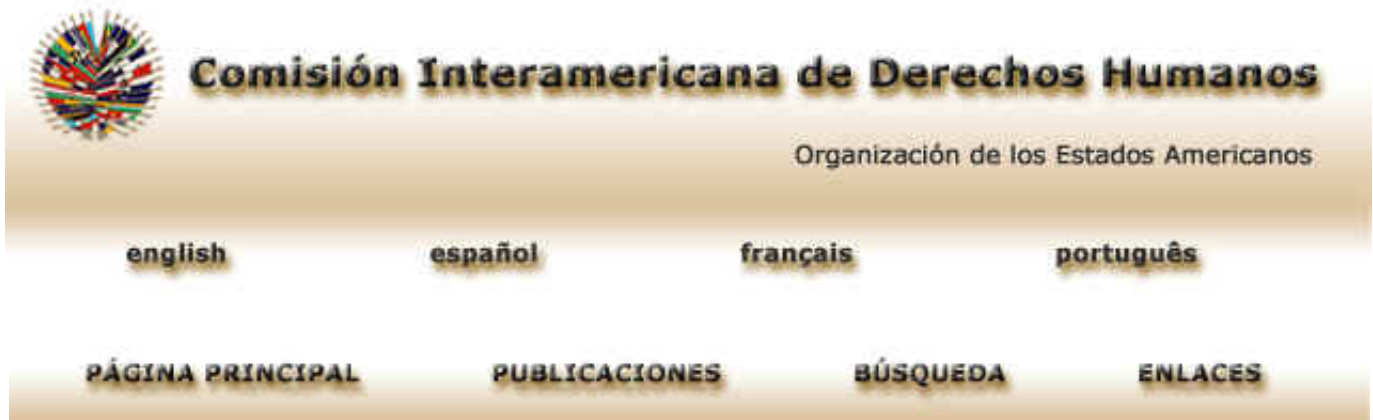 Comisión Interamericana de Derechos Humanos
Organización de los Estados Americanos
english español français português
PÁGINA PRINCIPAL PUBLICACIONES BÚSQUEDA ENLACES